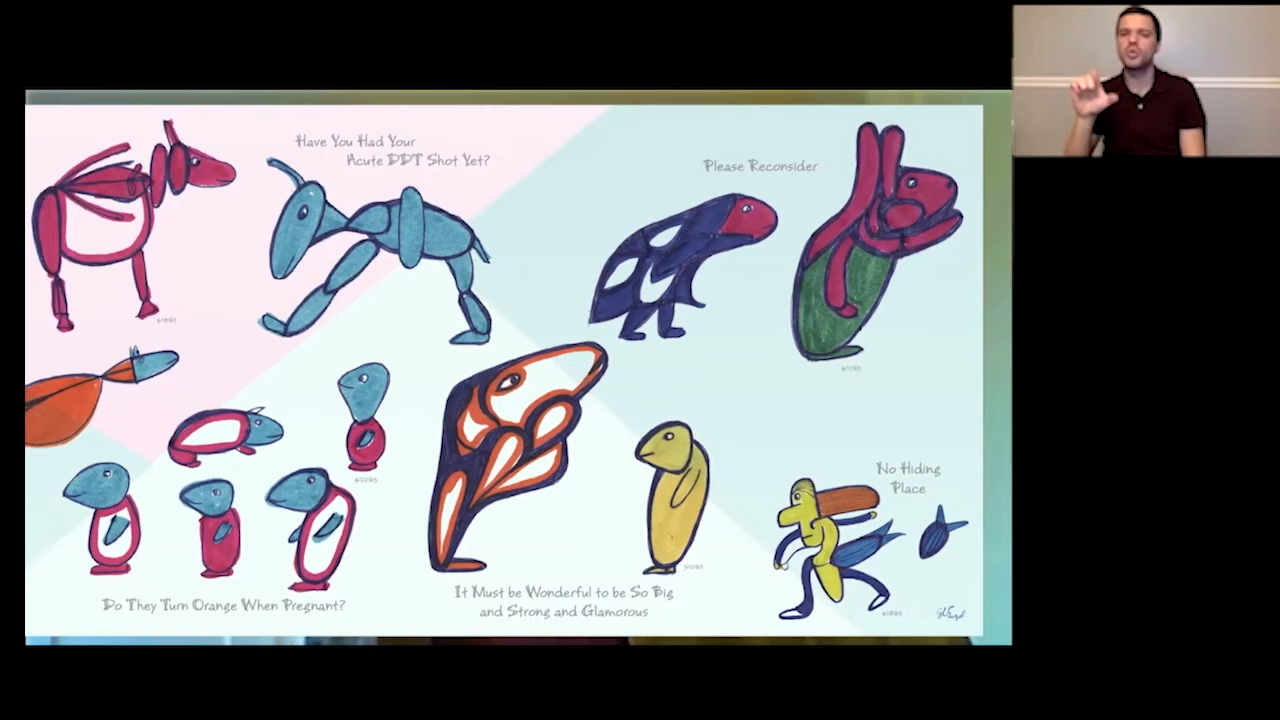 Have You Had Your
Acute DDT Shot Yet?
Please Reconsider
No Hiding
Place
Do They Turn Orange When Pregnant?
It Must be Wonderful to be So Big
and Strong and Glamorous